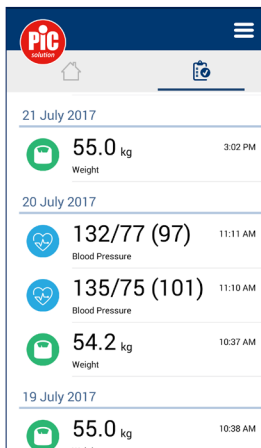 PiC
solution
21 July 2017
55.0 kg 3:02 PM
Weight
20 July 2017
132/77 (97) 11:11 AM
Blood Pressure
135/75 (101) 11:10 AM
Blood Pressure
54.2 kg 10:37 AM
Weight
19 July 2017
55.0 kg 10:38 AM